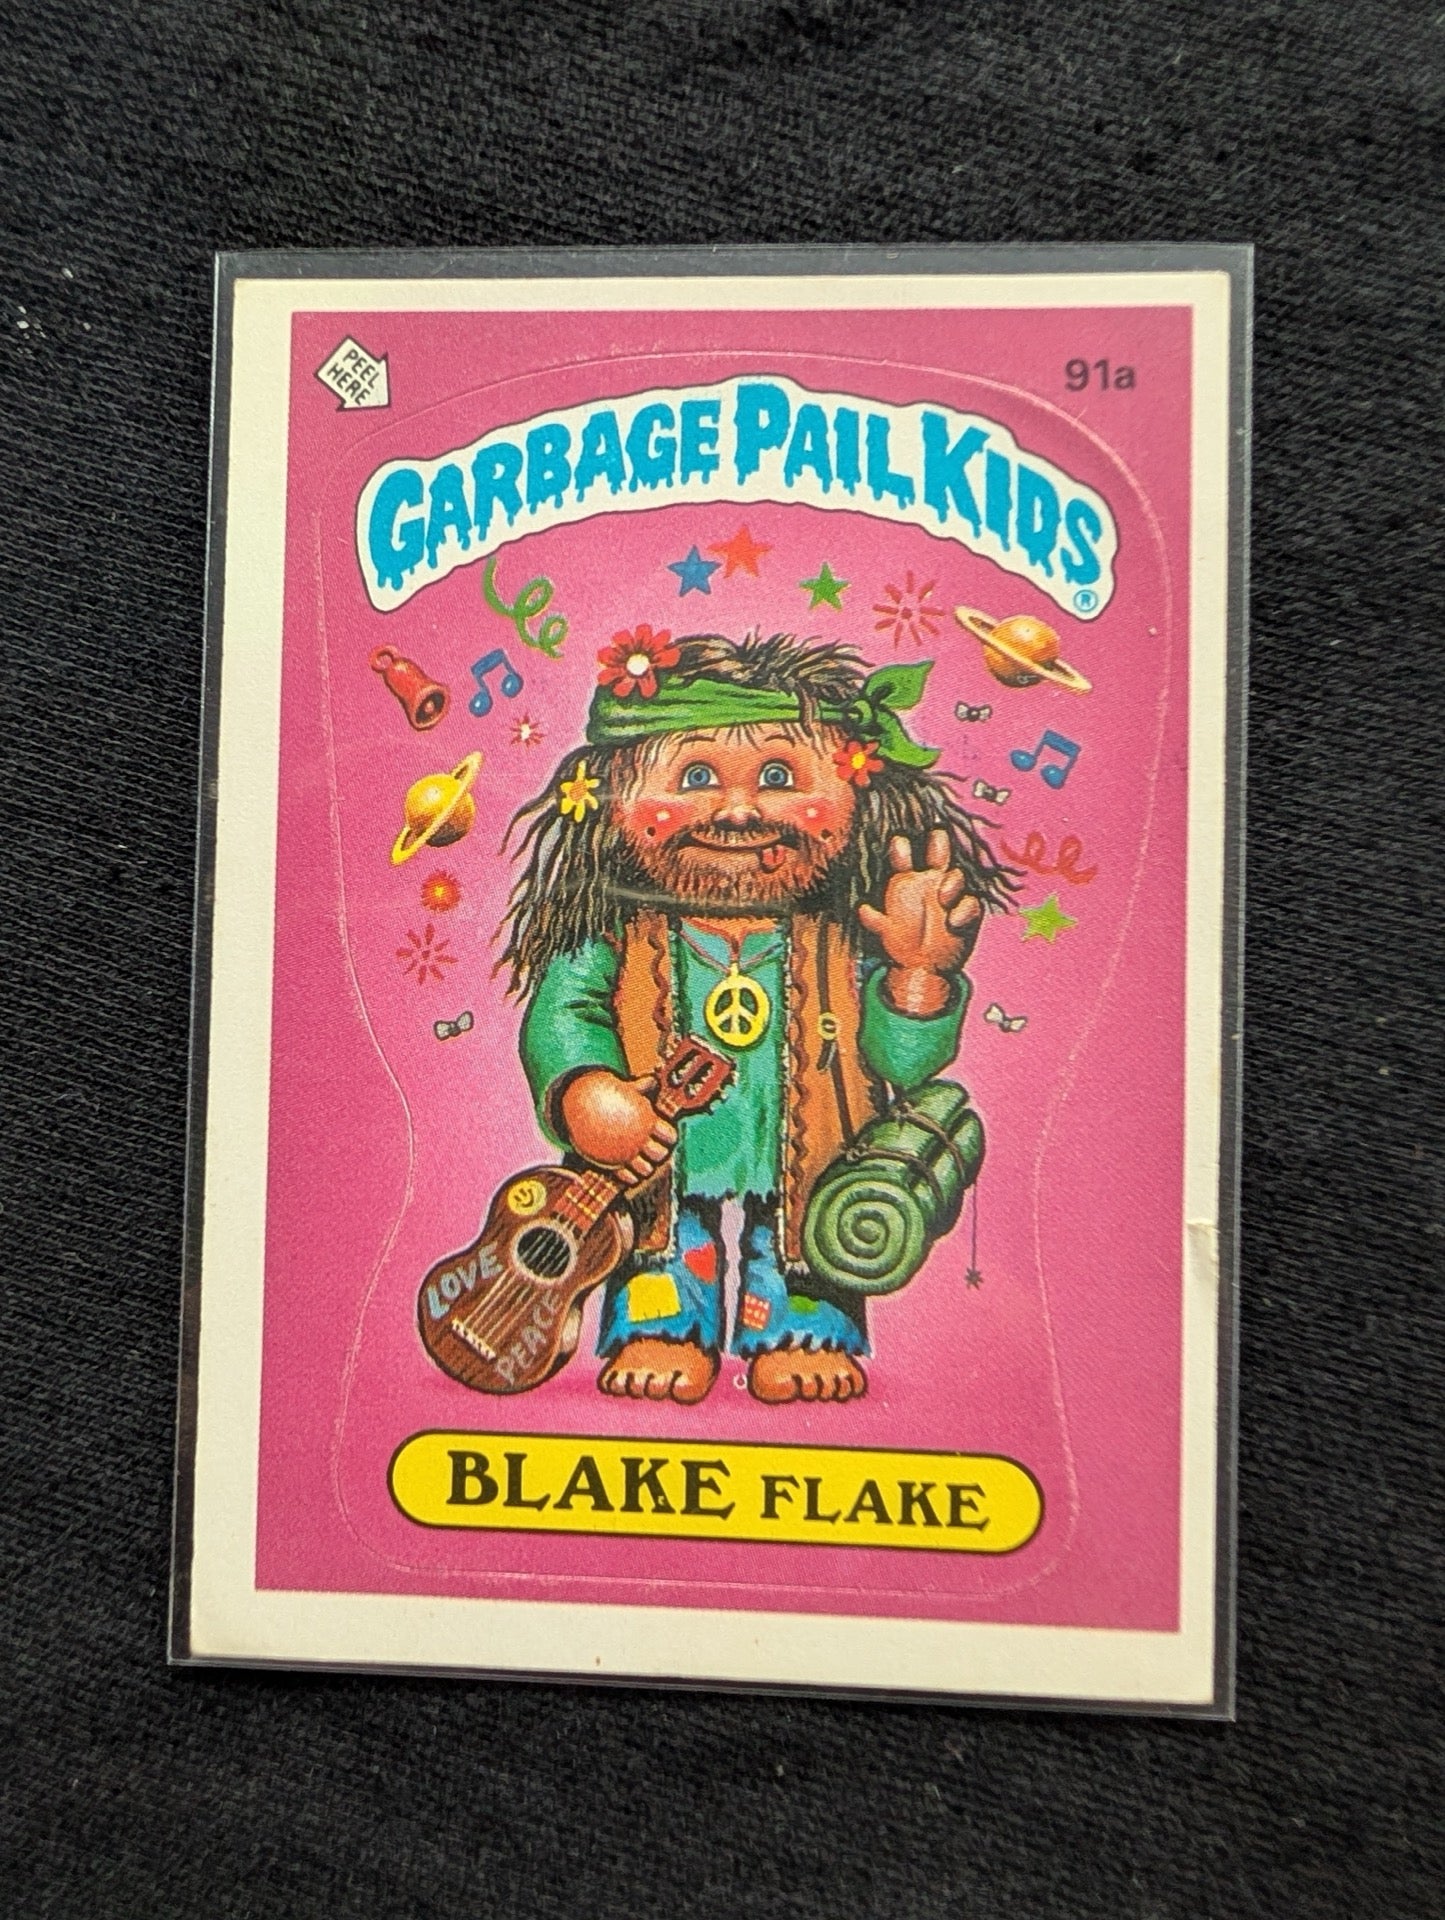 PEEL
HERE
91a
GARBAGE PAIL KIDS
®
LOVE
PEACE
BLAKE FLAKE